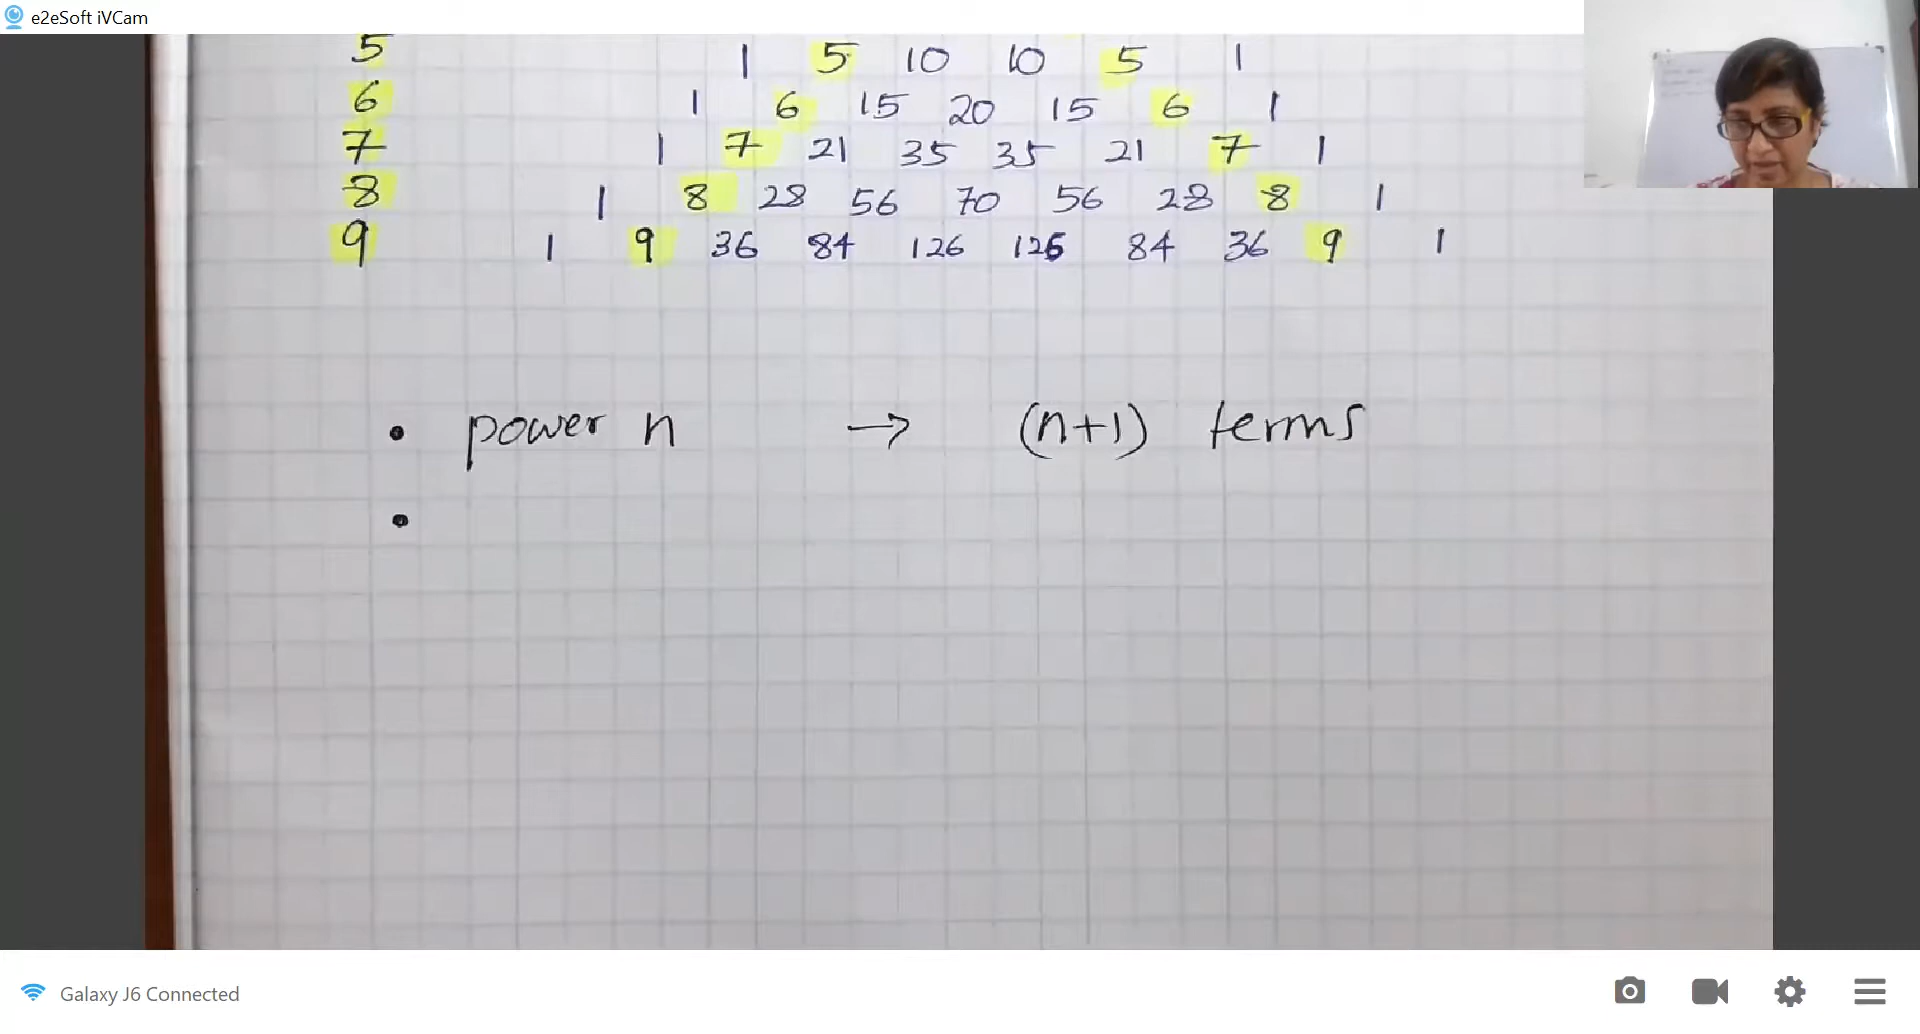 e2eSoft iVCam
5 1 5 10 10 5 1
6 1 6 15 20 15 6 1
7 1 7 21 35 35 21 7 1
8 1 8 28 56 70 56 28 8 1
9 1 9 36 84 126 126 84 36 9 1
• power n → (n+1) terms
•
Galaxy J6 Connected